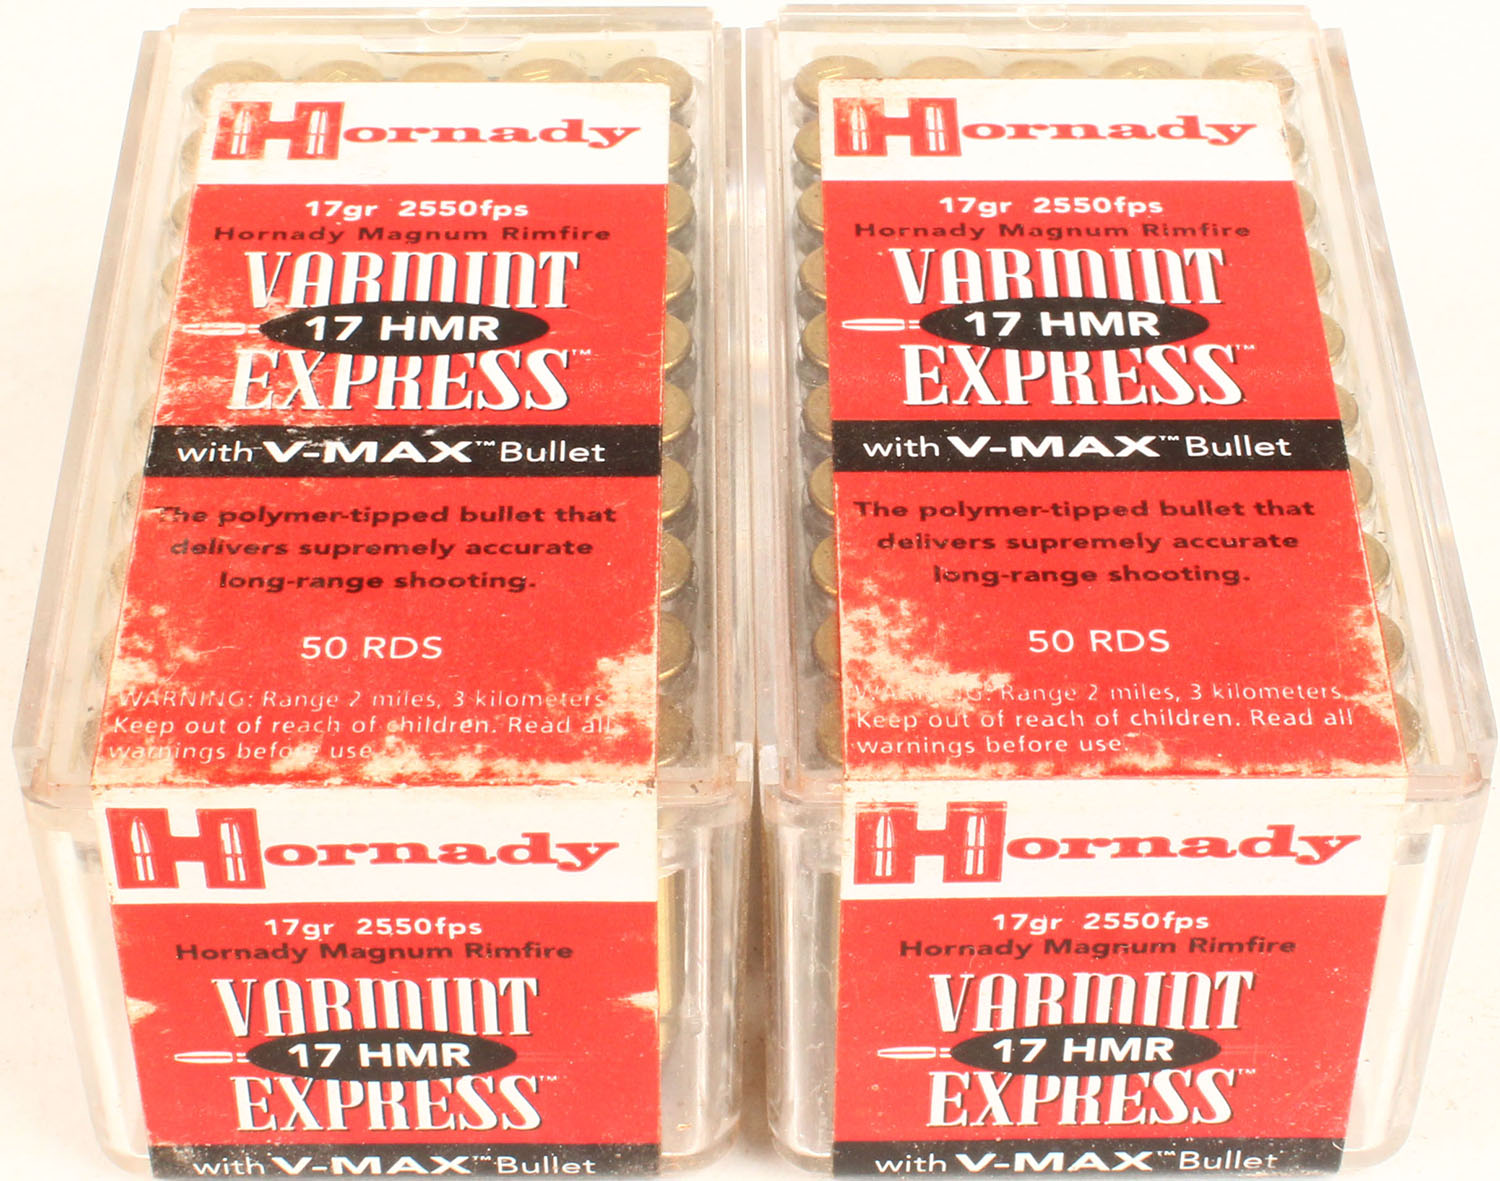 Hornady
17gr 2550fps
Hornady Magnum Rimfire
VARMINT
17 HMR
EXPRESS™
with V-MAX™ Bullet
The polymer-tipped bullet that
delivers supremely accurate
long-range shooting.
50 RDS
WARNING: Range 2 miles, 3 kilometers
Keep out of reach of children. Read all
warnings before use.
Hornady
17gr 2550fps
Hornady Magnum Rimfire
VARMINT
17 HMR
EXPRESS™
with V-MAX™ Bullet
Hornady
17gr 2550fps
Hornady Magnum Rimfire
VARMINT
17 HMR
EXPRESS™
with V-MAX™ Bullet
The polymer-tipped bullet that
delivers supremely accurate
long-range shooting.
50 RDS
WARNING: Range 2 miles, 3 kilometers.
Keep out of reach of children. Read all
warnings before use.
Hornady
17gr 2550fps
Hornady Magnum Rimfire
VARMINT
17 HMR
EXPRESS™
with V-MAX™ Bullet